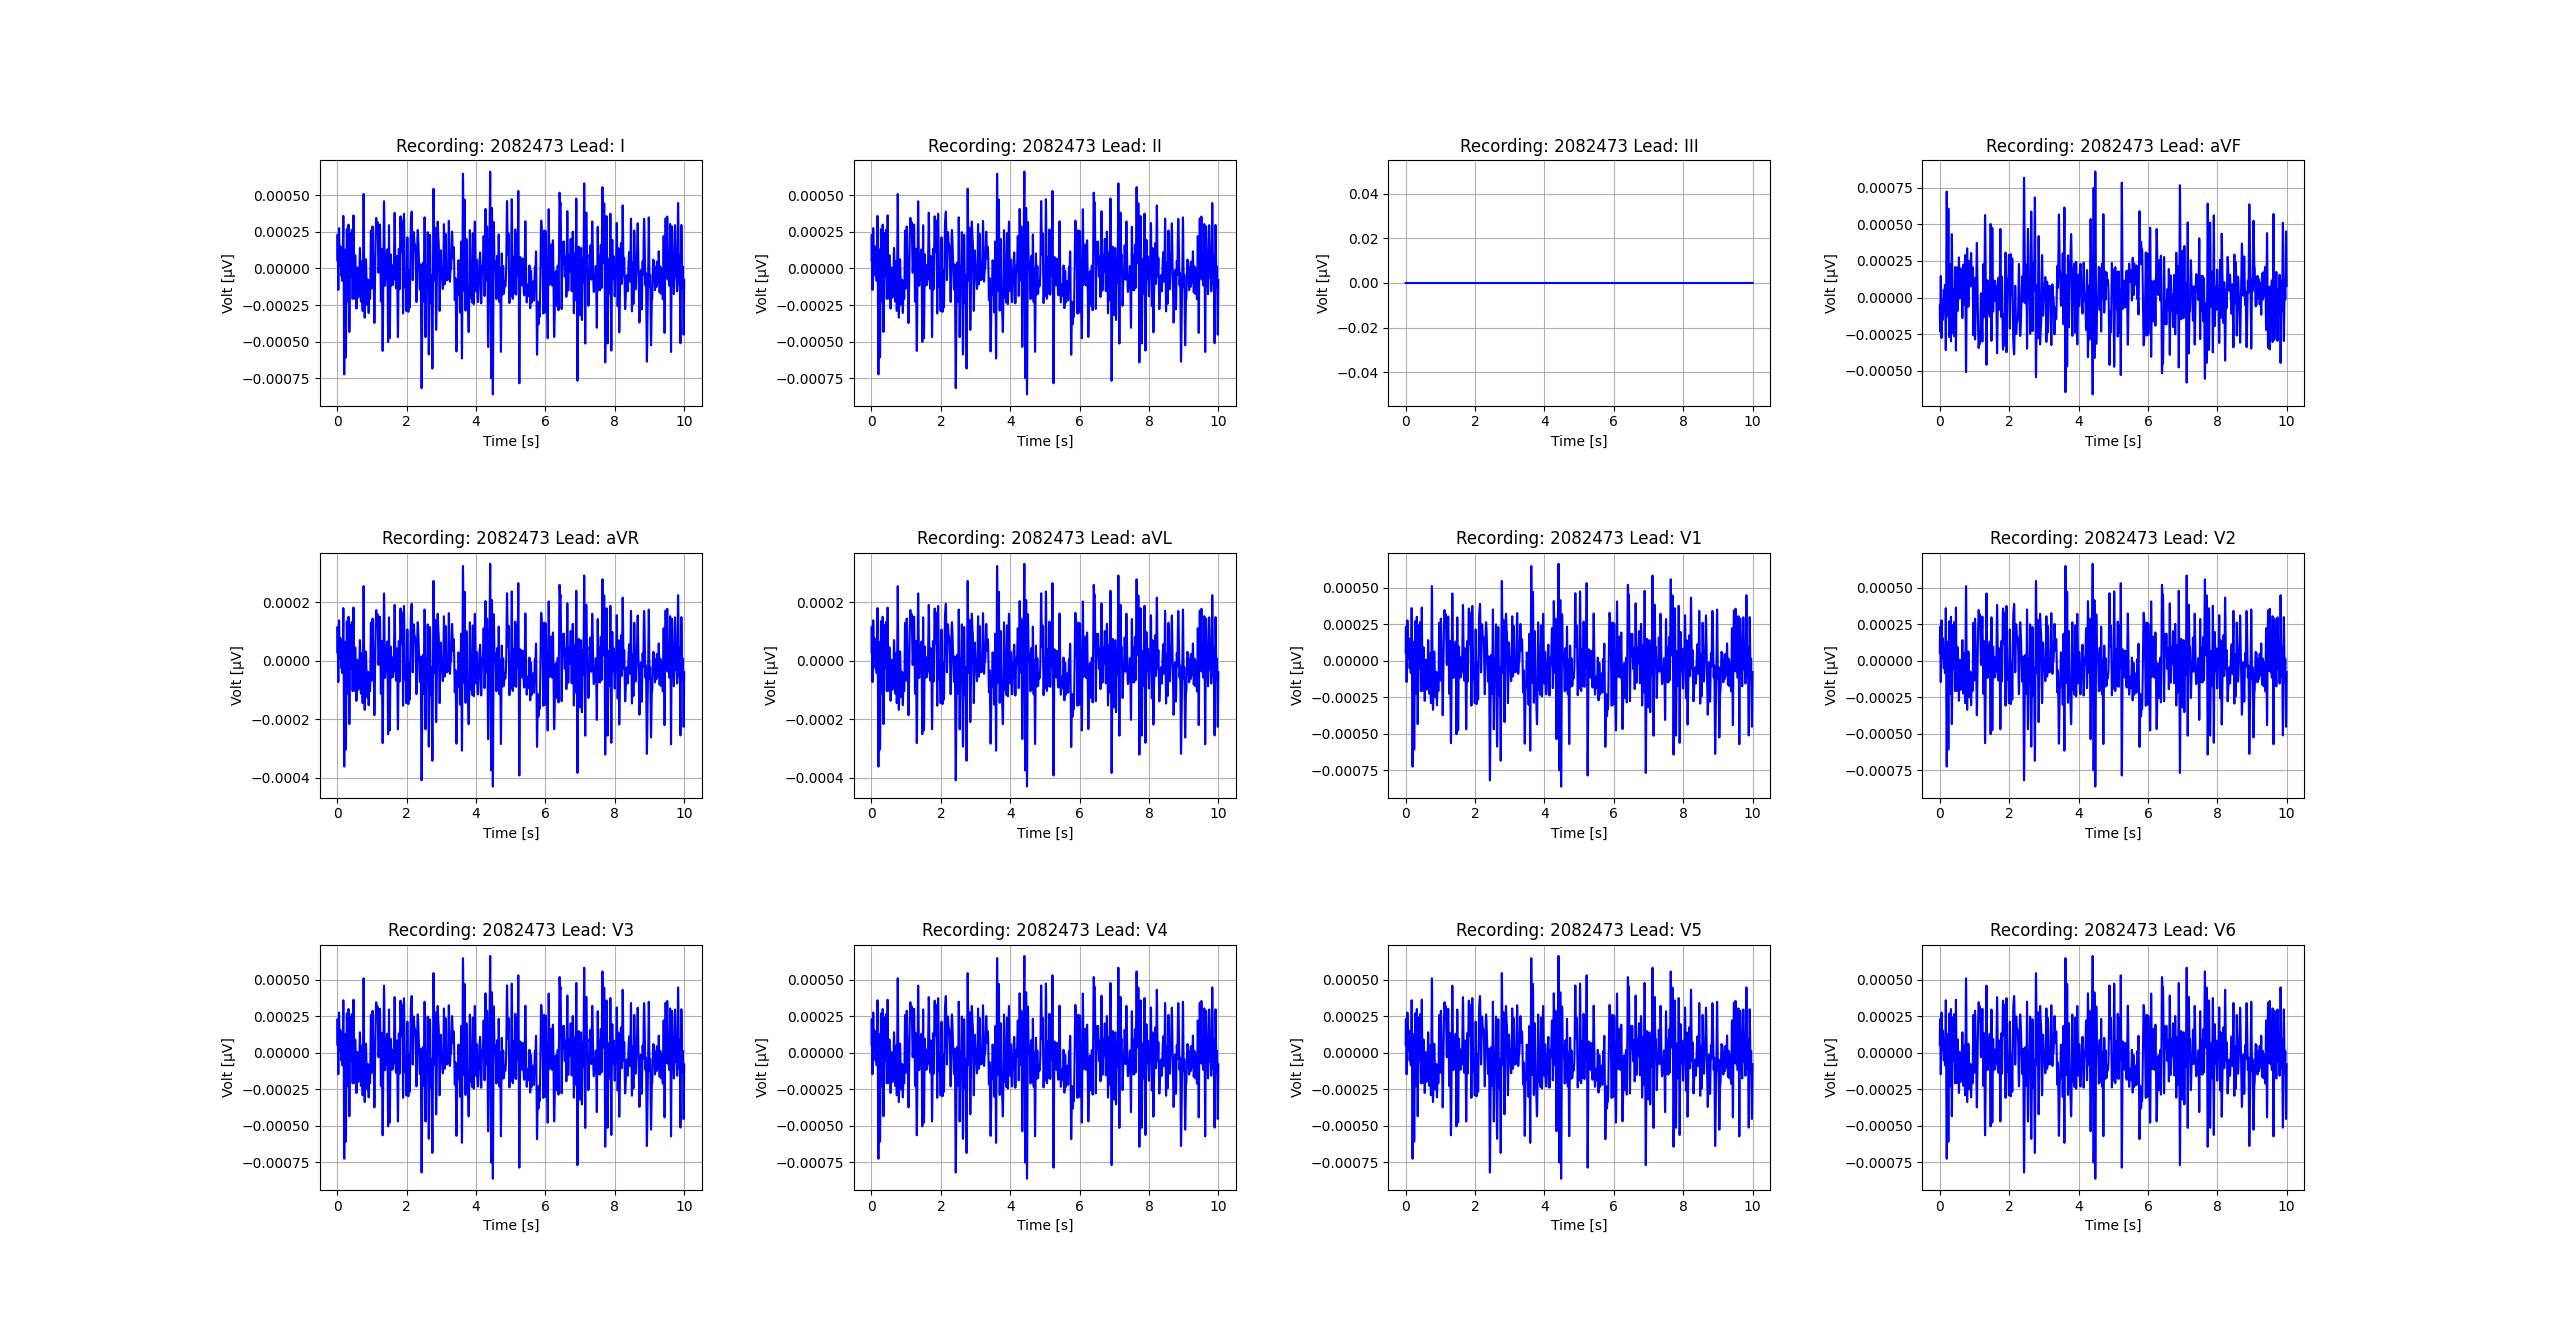 Recording: 2082473 Lead: I
Volt [µV]
0.00050
0.00025
0.00000
−0.00025
−0.00050
−0.00075
0 2 4 6 8 10
Time [s]
Recording: 2082473 Lead: II
Volt [µV]
0.00050
0.00025
0.00000
−0.00025
−0.00050
−0.00075
0 2 4 6 8 10
Time [s]
Recording: 2082473 Lead: III
Volt [µV]
0.04
0.02
0.00
−0.02
−0.04
0 2 4 6 8 10
Time [s]
Recording: 2082473 Lead: aVF
Volt [µV]
0.00075
0.00050
0.00025
0.00000
−0.00025
−0.00050
0 2 4 6 8 10
Time [s]
Recording: 2082473 Lead: aVR
Volt [µV]
0.0002
0.0000
−0.0002
−0.0004
0 2 4 6 8 10
Time [s]
Recording: 2082473 Lead: aVL
Volt [µV]
0.0002
0.0000
−0.0002
−0.0004
0 2 4 6 8 10
Time [s]
Recording: 2082473 Lead: V1
Volt [µV]
0.00050
0.00025
0.00000
−0.00025
−0.00050
−0.00075
0 2 4 6 8 10
Time [s]
Recording: 2082473 Lead: V2
Volt [µV]
0.00050
0.00025
0.00000
−0.00025
−0.00050
−0.00075
0 2 4 6 8 10
Time [s]
Recording: 2082473 Lead: V3
Volt [µV]
0.00050
0.00025
0.00000
−0.00025
−0.00050
−0.00075
0 2 4 6 8 10
Time [s]
Recording: 2082473 Lead: V4
Volt [µV]
0.00050
0.00025
0.00000
−0.00025
−0.00050
−0.00075
0 2 4 6 8 10
Time [s]
Recording: 2082473 Lead: V5
Volt [µV]
0.00050
0.00025
0.00000
−0.00025
−0.00050
−0.00075
0 2 4 6 8 10
Time [s]
Recording: 2082473 Lead: V6
Volt [µV]
0.00050
0.00025
0.00000
−0.00025
−0.00050
−0.00075
0 2 4 6 8 10
Time [s]